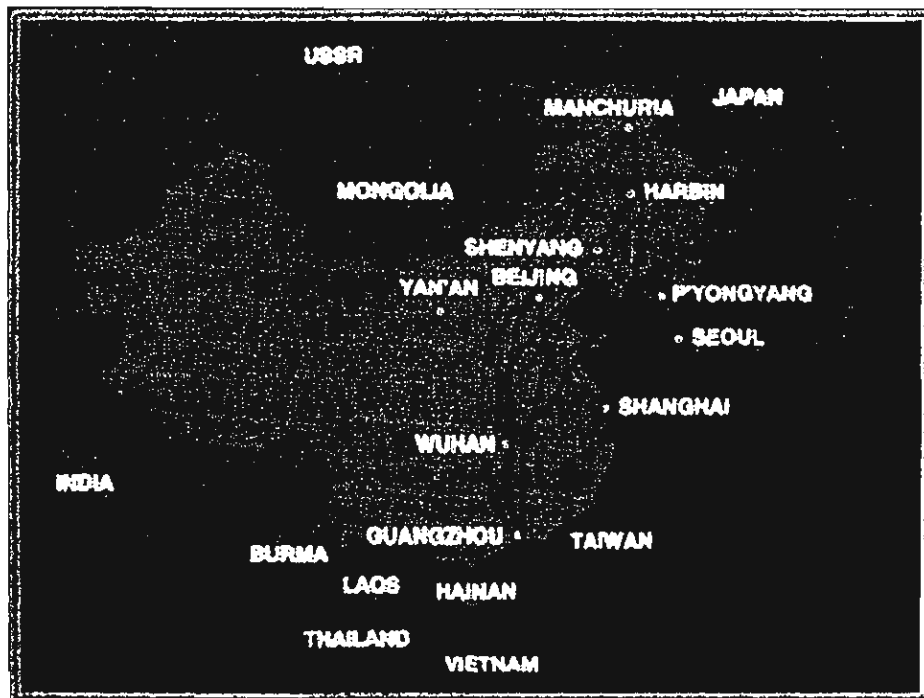 USSR
JAPAN
MANCHURIA
MONGOLIA
HARBIN
SHENYANG
BEIJING
YAN'AN
P'YONGYANG
SEOUL
SHANGHAI
WUHAN
INDIA
GUANGZHOU
TAIWAN
BURMA
LAOS
HAINAN
THAILAND
VIETNAM